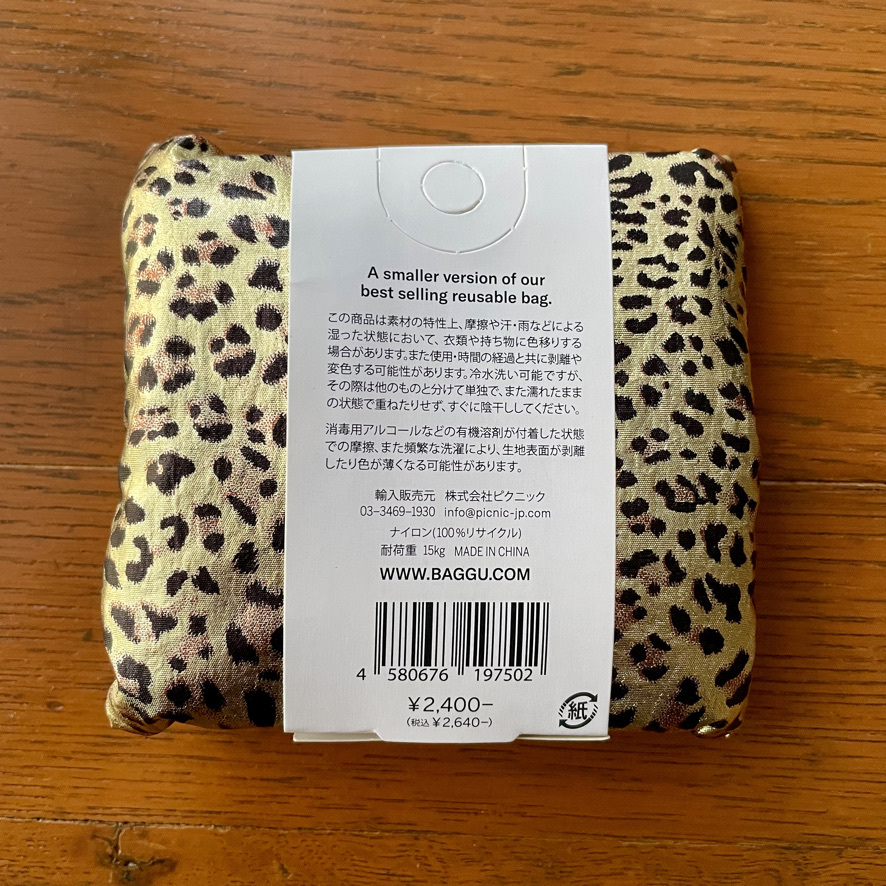 A smaller version of our
best selling reusable bag.
この商品は素材の特性上、摩擦や汗・雨などによる
湿った状態において、衣類や持ち物に色移りする
場合があります。また使用・時間の経過と共に剥離や
変色する可能性があります。冷水洗い可能ですが、
その際は他のものと分けて単独で、また濡れたまま
の状態で重ねたりせず、すぐに陰干ししてください。
消毒用アルコールなどの有機溶剤が付着した状態
での摩擦、また頻繁な洗濯により、生地表面が剥離
したり色が薄くなる可能性があります。
輸入販売元 株式会社ピクニック
03-3469-1930 info@picnic-jp.com
ナイロン(100%リサイクル)
耐荷重 15kg MADE IN CHINA
WWW.BAGGU.COM
4 580676 197502
¥2,400-
(税込 ¥2,640-)
紙